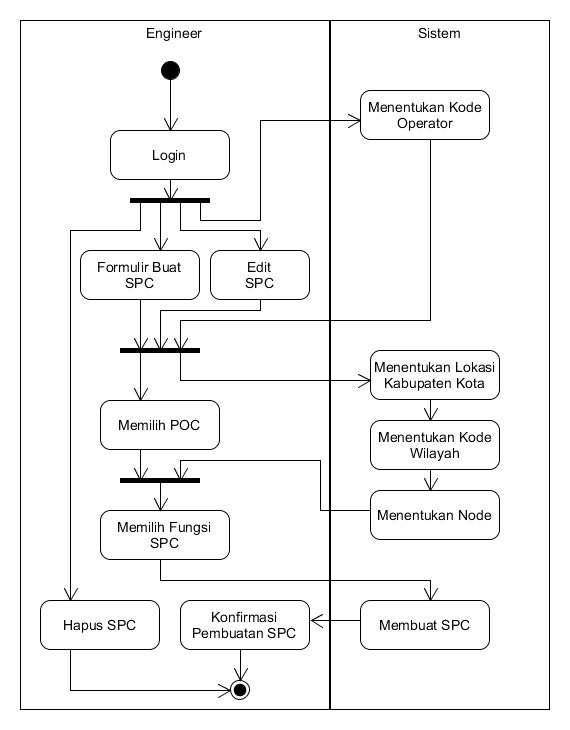 Engineer
Sistem
Menentukan Kode
Operator
Login
Formulir Buat
SPC
Edit
SPC
Menentukan Lokasi
Kabupaten Kota
Memilih POC
Menentukan Kode
Wilayah
Menentukan Node
Memilih Fungsi
SPC
Hapus SPC
Konfirmasi
Pembuatan SPC
Membuat SPC